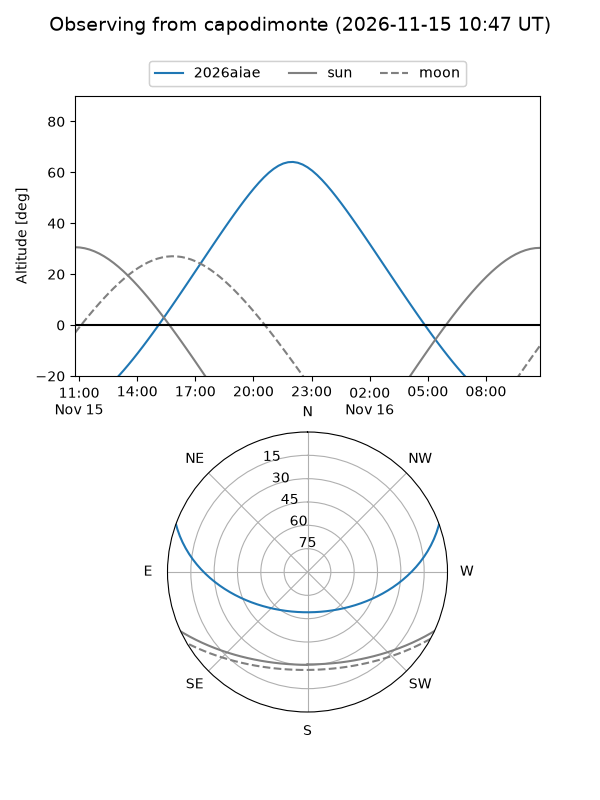 Observing from capodimonte (2026-11-15 10:47 UT)
2026aiae sun moon
Altitude [deg]
80
60
40
20
0
−20
11:00 14:00 17:00 20:00 23:00 02:00 05:00 08:00
Nov 15 Nov 16
N
NE NW
15
30
45
60
75
E W
SE SW
S